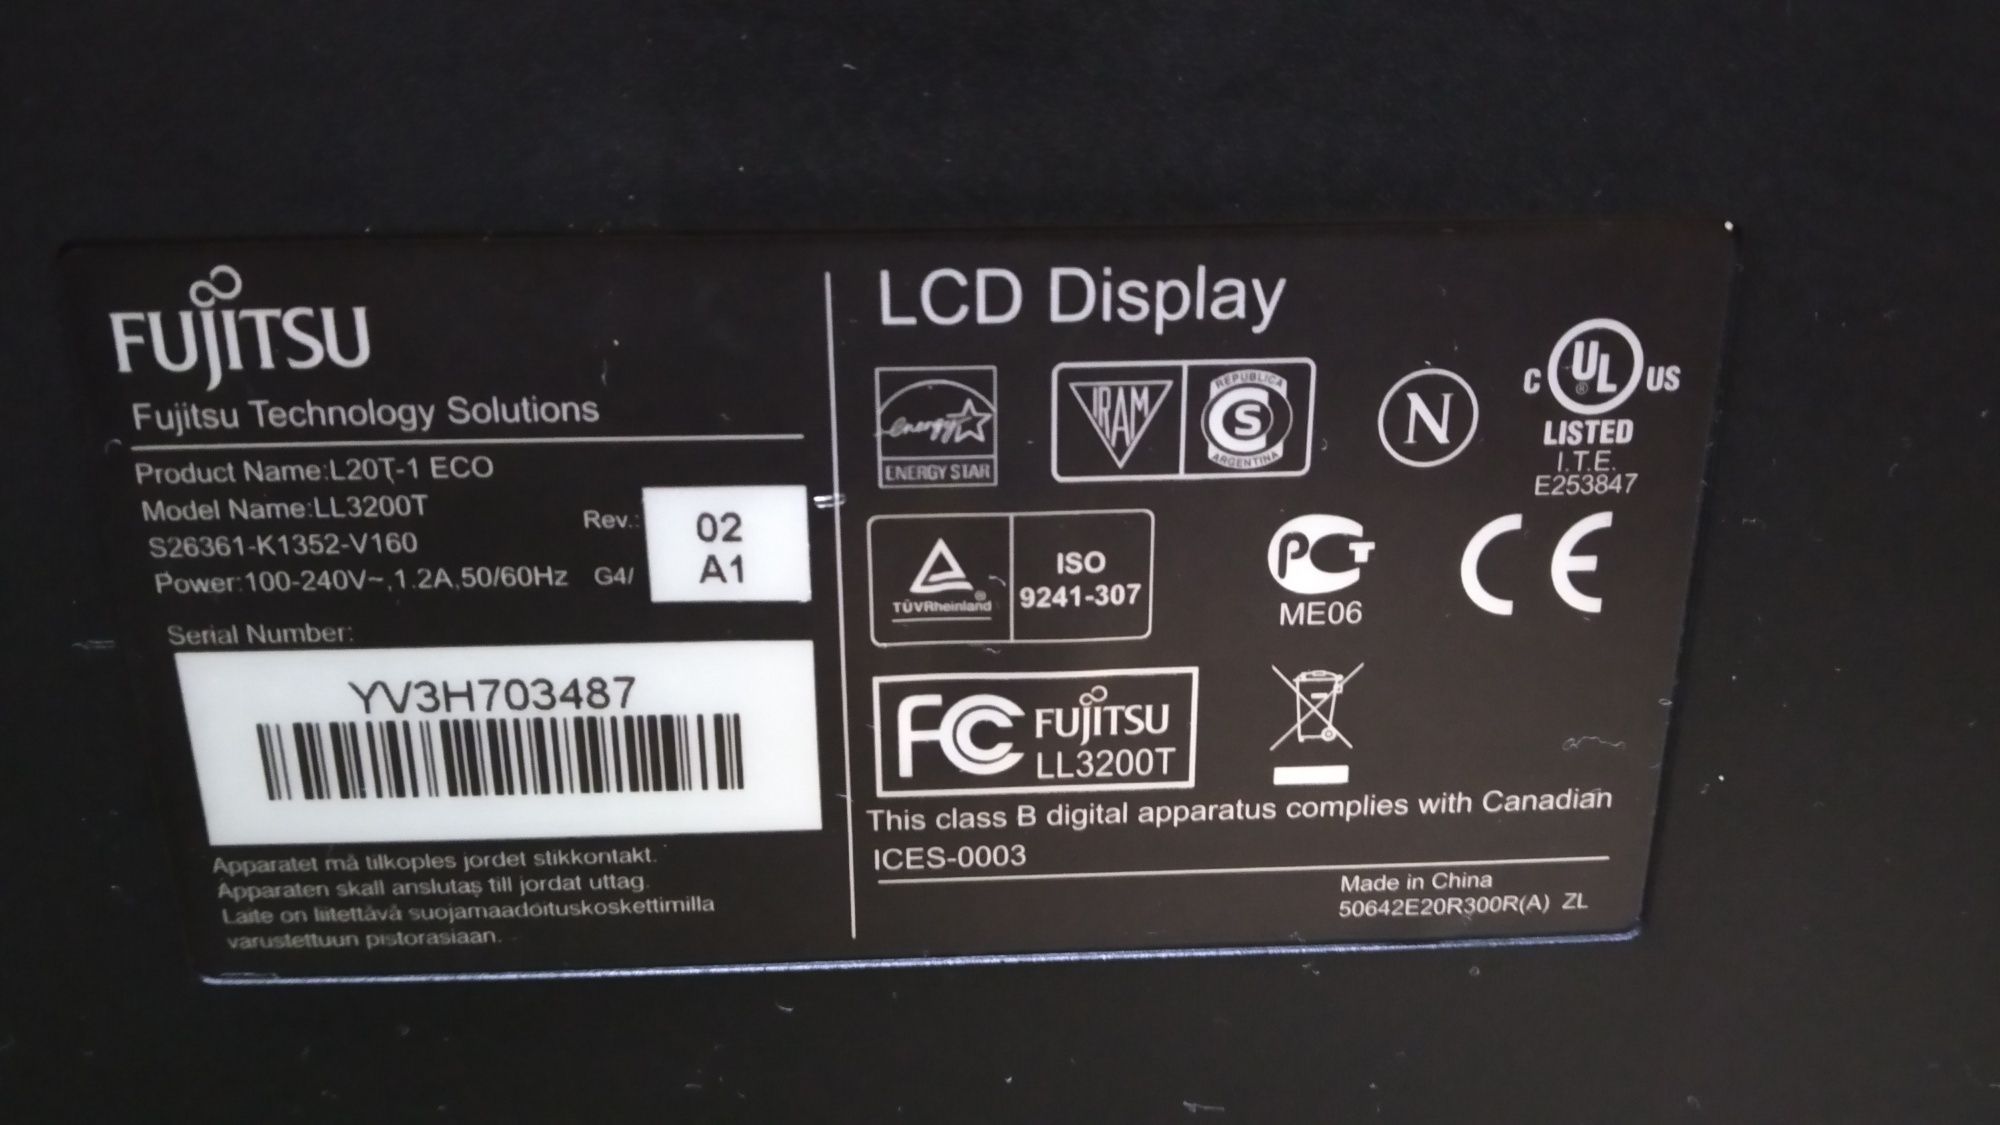 FUJITSU
Fujitsu Technology Solutions
Product Name:L20T-1 ECO
Model Name:LL3200T
S26361-K1352-V160
Power:100-240V~,1.2A,50/60Hz
Rev.:
G4/
02
A1
Serial Number:
YV3H703487
Apparatet må tilkoples jordet stikkontakt.
Apparaten skall anslutas till jordat uttag.
Laite on liitettåvå suojamaadoituskoskettimilla
varustettuun pistorasiaan.
LCD Display
energy
ENERGY STAR
IRAM
REPUBLICA
S
ARGENTINA
N
C UL US
®
LISTED
I.T.E.
E253847
TÜVRheinland ®
ISO
9241-307
PCT
ME06
CE
FC FUJITSU
LL3200T
This class B digital apparatus complies with Canadian
ICES-0003
Made in China
50642E20R300R(A) ZL